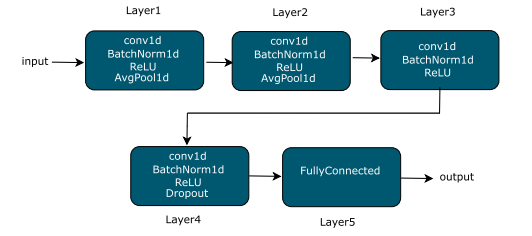 Layer1
Layer2
Layer3
input
conv1d
BatchNorm1d
ReLU
AvgPool1d
conv1d
BatchNorm1d
ReLU
AvgPool1d
conv1d
BatchNorm1d
ReLU
conv1d
BatchNorm1d
ReLU
Dropout
FullyConnected
output
Layer4
Layer5